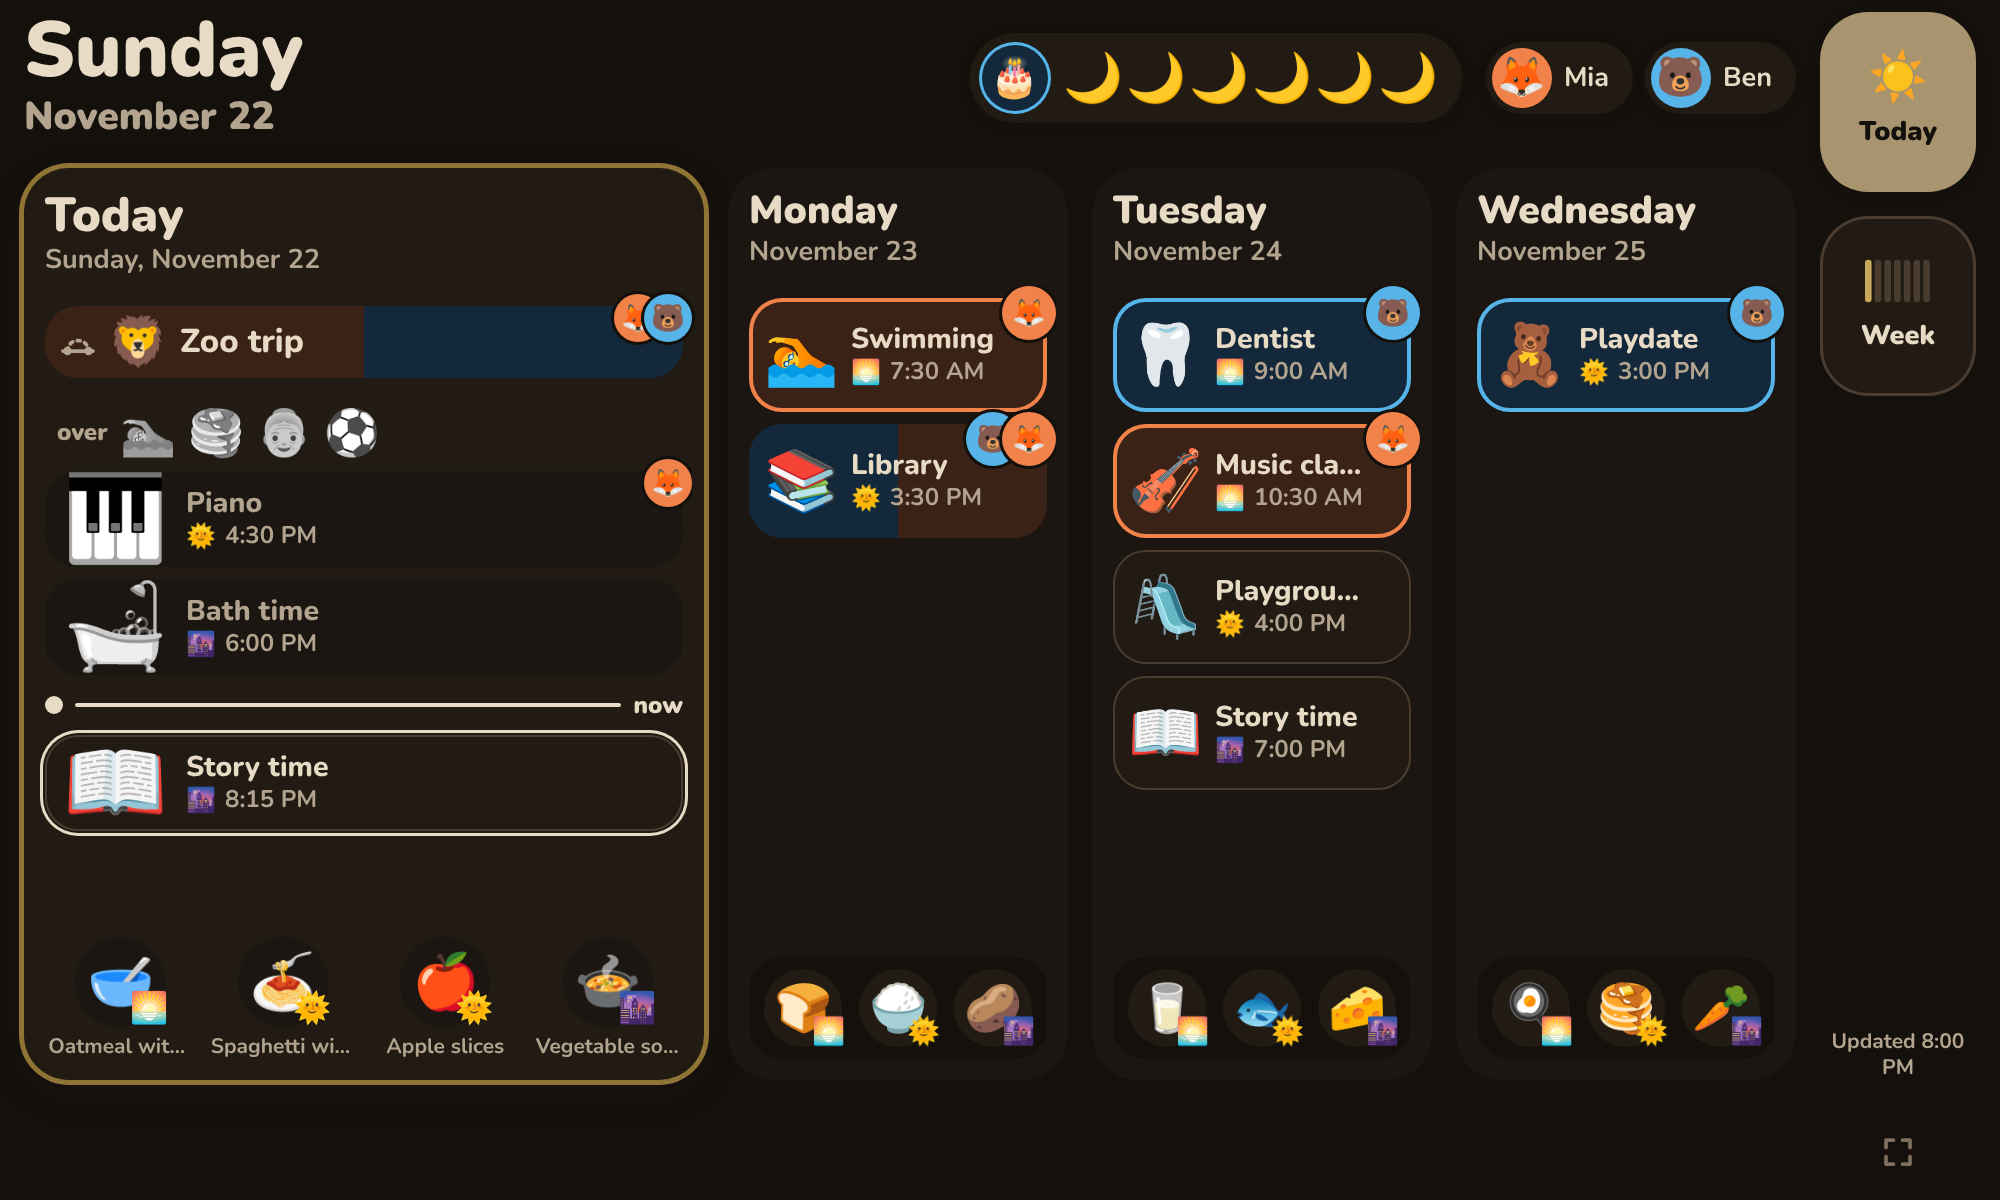 Sunday
November 22
Mia
Ben
Today
Week
Today
Sunday, November 22
Zoo trip
over
Piano
4:30 PM
Bath time
6:00 PM
now
Story time
8:15 PM
Oatmeal wit...
Spaghetti wi...
Apple slices
Vegetable so...
Monday
November 23
Swimming
7:30 AM
Library
3:30 PM
Tuesday
November 24
Dentist
9:00 AM
Music cla...
10:30 AM
Playgrou...
4:00 PM
Story time
7:00 PM
Wednesday
November 25
Playdate
3:00 PM
Updated 8:00
PM